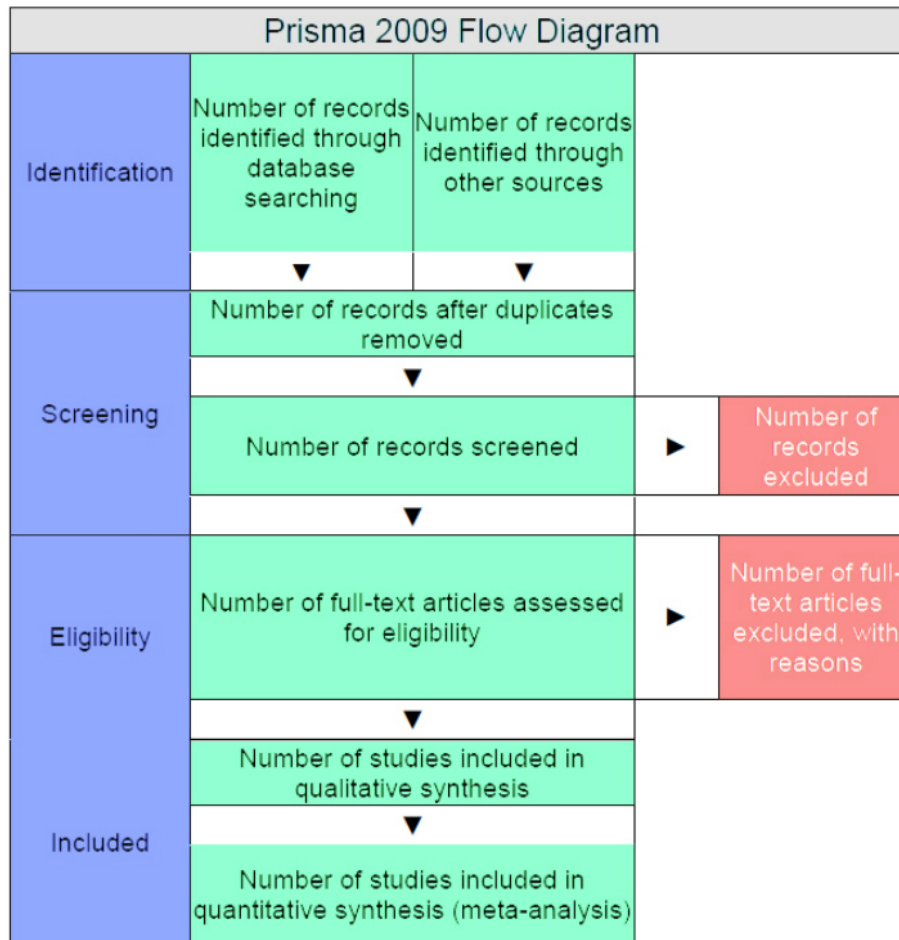 Prisma 2009 Flow Diagram
Identification
Number of records
identified through
database
searching
Number of records
identified through
other sources
▼
▼
Screening
Number of records after duplicates
removed
▼
Number of records screened
►
Number of
records
excluded
▼
Eligibility
Number of full-text articles assessed
for eligibility
►
Number of full-
text articles
excluded, with
reasons
▼
Included
Number of studies included in
qualitative synthesis
▼
Number of studies included in
quantitative synthesis (meta-analysis)